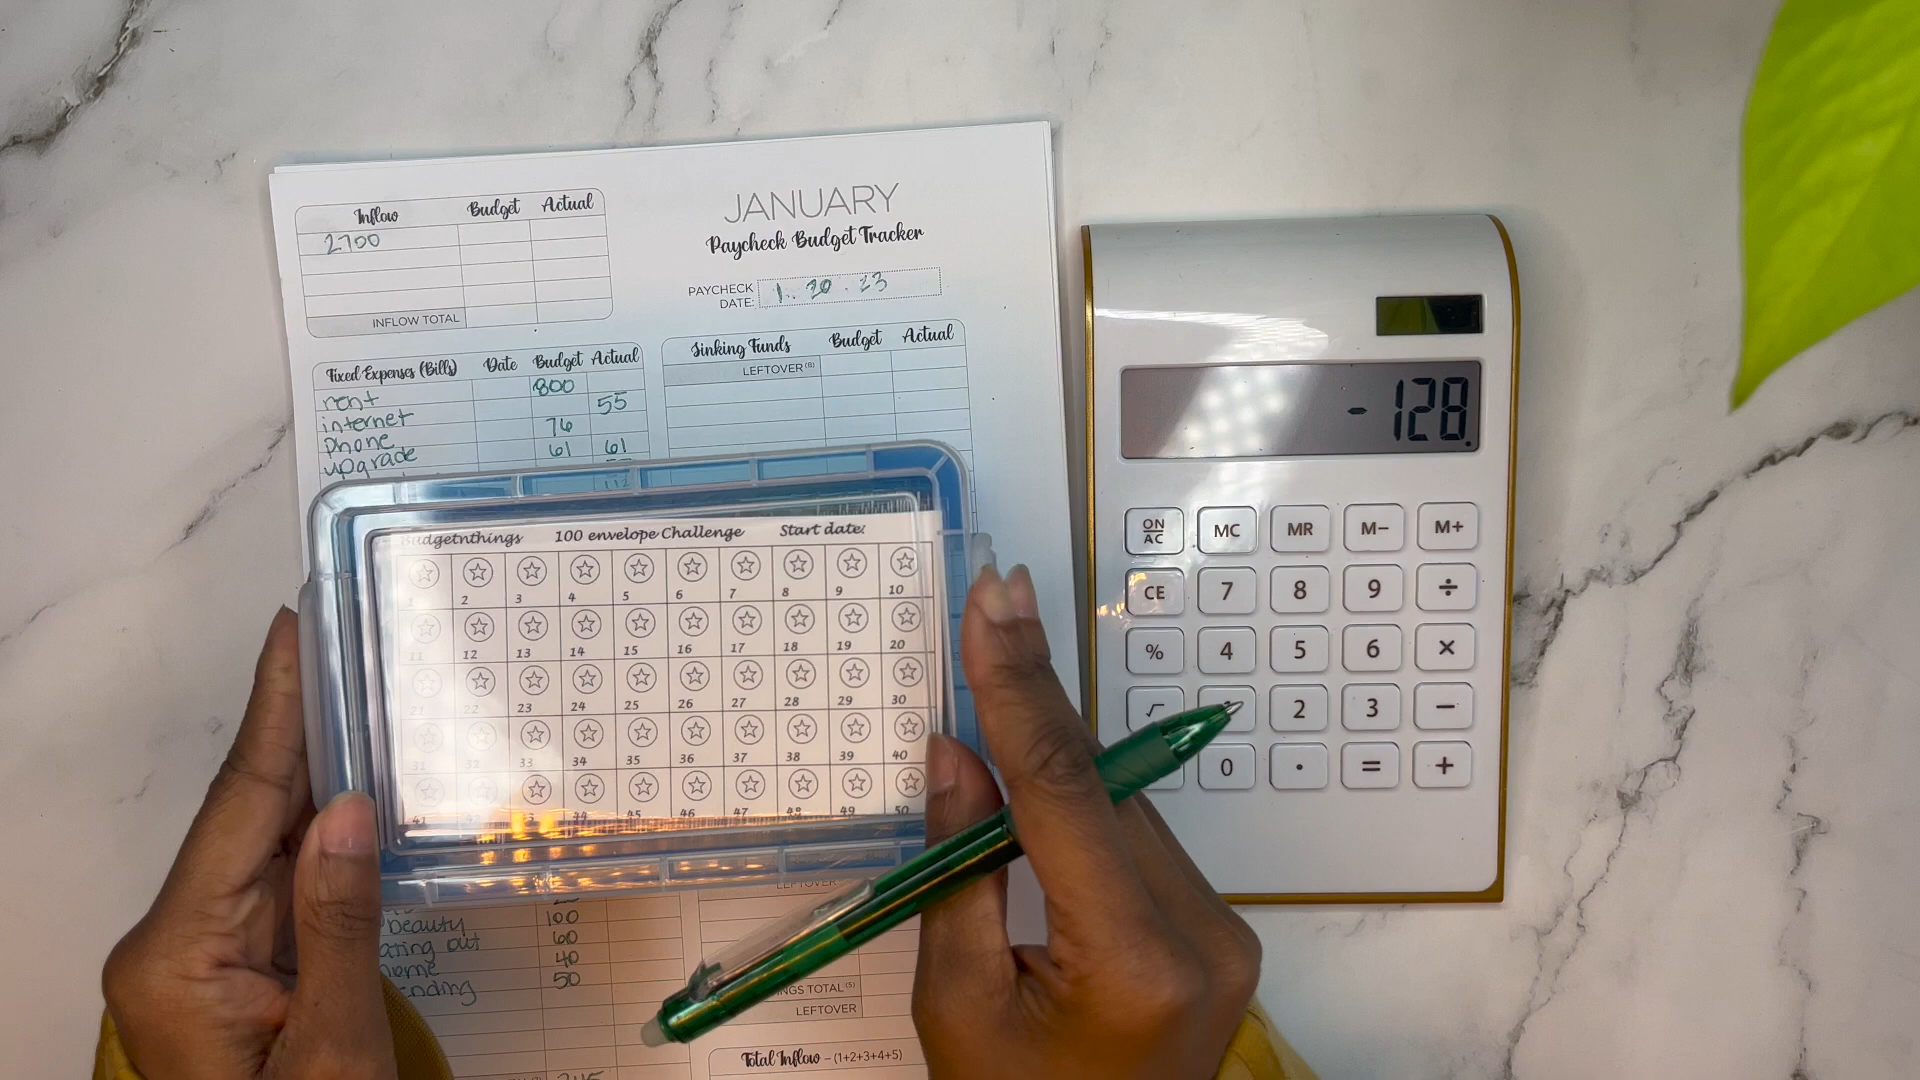 JANUARY
Paycheck Budget Tracker
PAYCHECK DATE: 1. 20. 23
Inflow Budget Actual
2700
INFLOW TOTAL
Fixed Expenses (Bills) Date Budget Actual
rent 800
internet 55
Phone 76
upgrade 61 61
Sinking Funds Budget Actual
LEFTOVER (B)
Budgetnthings 100 envelope Challenge Start date:
1 2 3 4 5 6 7 8 9 10
11 12 13 14 15 16 17 18 19 20
21 22 23 24 25 26 27 28 29 30
31 32 33 34 35 36 37 38 39 40
41 44 45 46 47 48 49 50
LEFTOVER
beauty 100
60
40
50
TOTAL (S)
LEFTOVER
Total Inflow - (1+2+3+4+5)
-128.
ON AC MC MR M− M+
CE 7 8 9 ÷
% 4 5 6 ×
√ 2 3 −
0 . = +